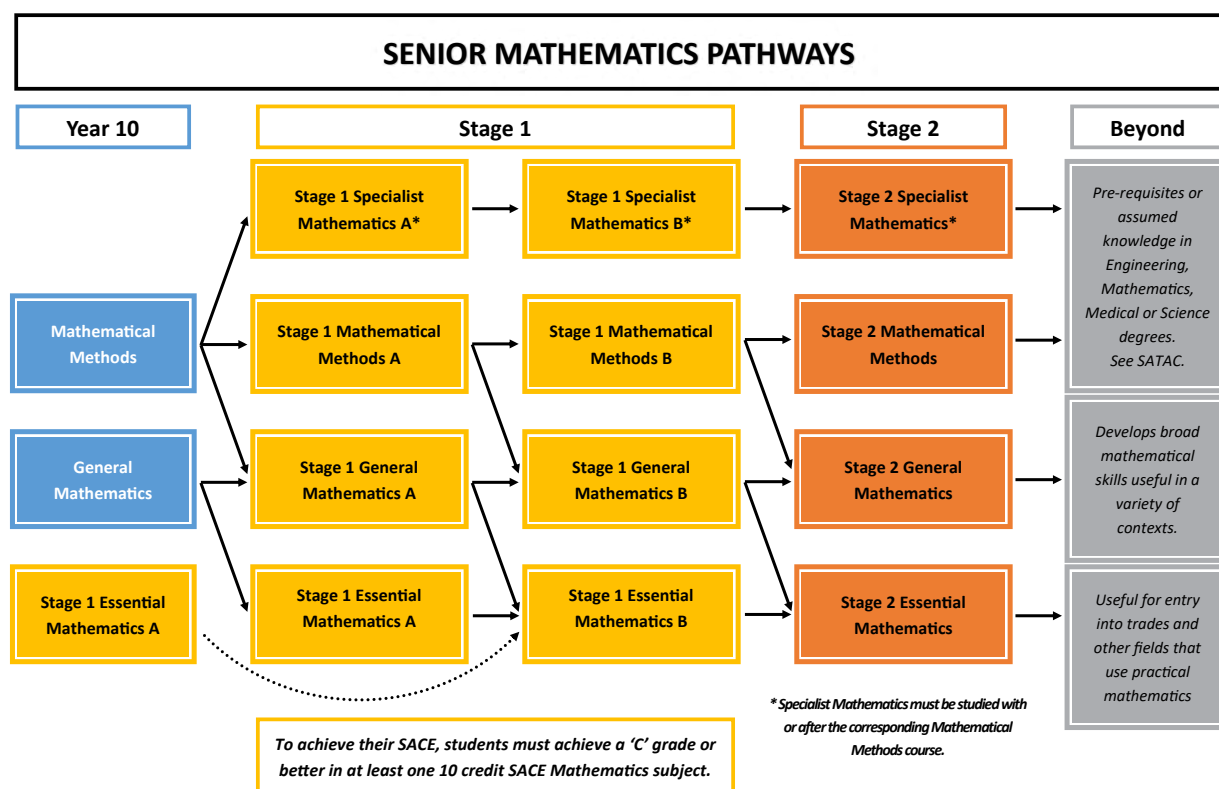 SENIOR MATHEMATICS PATHWAYS
Year 10
Stage 1
Stage 2
Beyond
Stage 1 Specialist
Mathematics A*
Stage 1 Specialist
Mathematics B*
Stage 2 Specialist
Mathematics*
Pre-requisites or
assumed
knowledge in
Engineering,
Mathematics,
Medical or Science
degrees.
See SATAC.
Mathematical
Methods
Stage 1 Mathematical
Methods A
Stage 1 Mathematical
Methods B
Stage 2 Mathematical
Methods
General
Mathematics
Stage 1 General
Mathematics A
Stage 1 General
Mathematics B
Stage 2 General
Mathematics
Develops broad
mathematical
skills useful in a
variety of
contexts.
Stage 1 Essential
Mathematics A
Stage 1 Essential
Mathematics A
Stage 1 Essential
Mathematics B
Stage 2 Essential
Mathematics
Useful for entry
into trades and
other fields that
use practical
mathematics
* Specialist Mathematics must be studied with
or after the corresponding Mathematical
Methods course.
To achieve their SACE, students must achieve a ‘C’ grade or
better in at least one 10 credit SACE Mathematics subject.